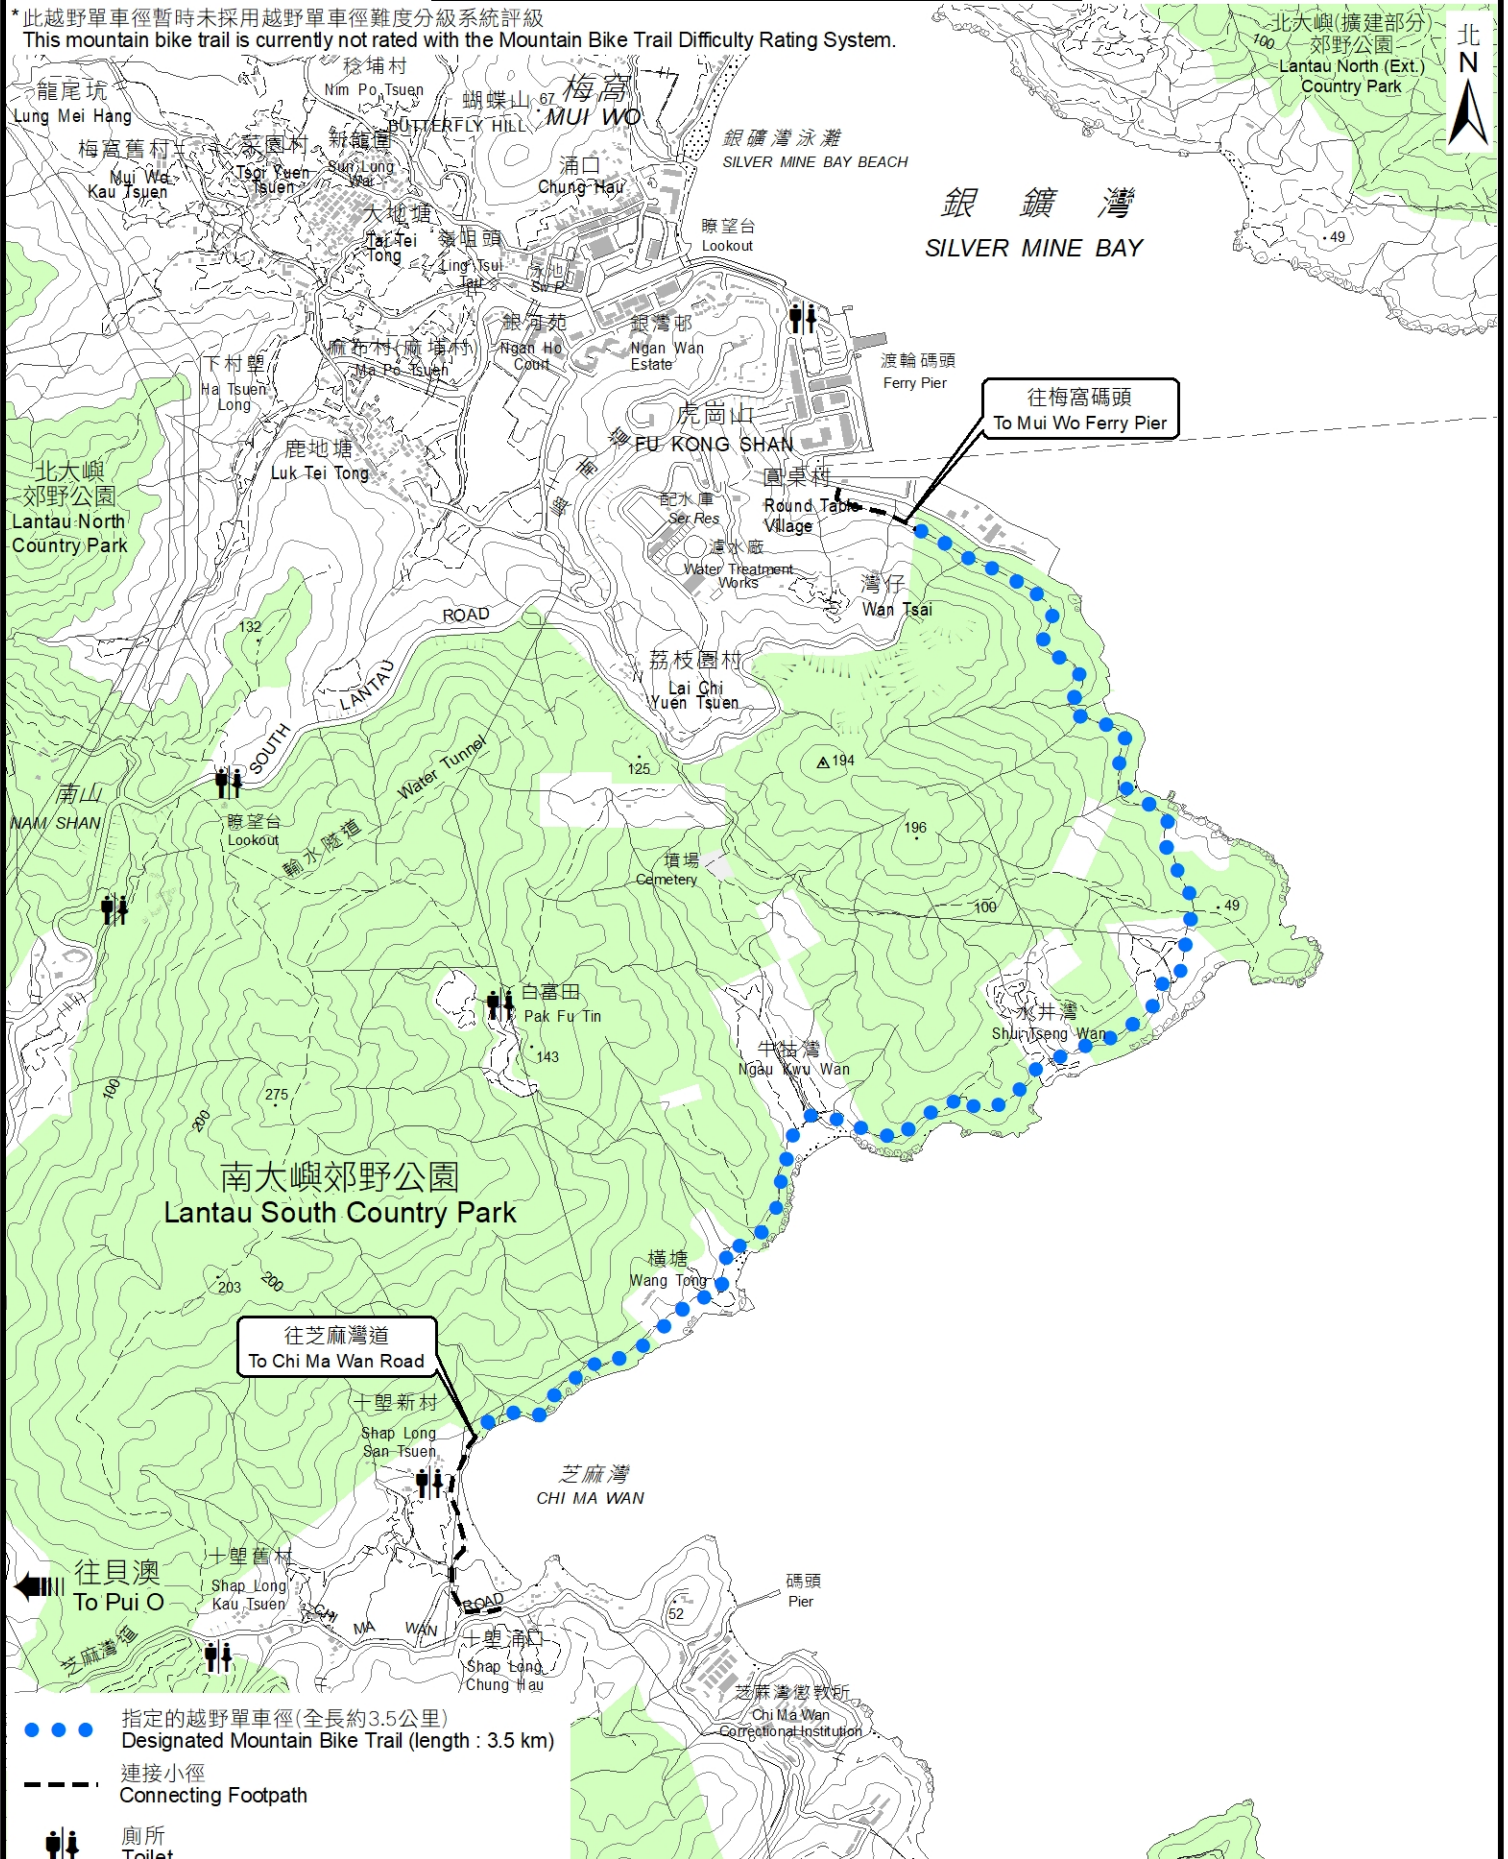 *此越野單車徑暫時未採用越野單車徑難度分級系統評級
This mountain bike trail is currently not rated with the Mountain Bike Trail Difficulty Rating System.
北大嶼(擴建部分)
郊野公園
Lantau North (Ext.)
Country Park
100
北
N
稔埔村
Nim Po Tsuen
龍尾坑
Lung Mei Hang
蝴蝶山
67
BUTTERFLY HILL
梅窩
MUI WO
銀礦灣泳灘
SILVER MINE BAY BEACH
梅窩舊村
Mui Wo
Kau Tsuen
菜園村
Tsoi Yuen
Tsuen
新龍圍
Sun Lung
Wai
涌口
Chung Hau
銀鑛灣
SILVER MINE BAY
49
大地塘
Tai Tei
Tong
嶺咀頭
Ling Tsui
Tau
泳池
Sw P
瞭望台
Lookout
銀河苑
Ngan Ho
Court
銀灣邨
Ngan Wan
Estate
渡輪碼頭
Ferry Pier
麻布村(麻埔村)
Ma Po Tsuen
下村塱
Ha Tsuen
Long
往梅窩碼頭
To Mui Wo Ferry Pier
虎崗山
FU KONG SHAN
鹿地塘
Luk Tei Tong
北大嶼
郊野公園
Lantau North
Country Park
嶼南道
圓桌村
Round Table
Village
配水庫
Ser Res
濾水廠
Water Treatment
Works
灣仔
Wan Tsai
132
SOUTH LANTAU ROAD
荔枝園村
Lai Chi
Yuen Tsuen
125
194
196
南山
NAM SHAN
瞭望台
Lookout
Water Tunnel
輸水隧道
墳場
Cemetery
100
49
白富田
Pak Fu Tin
143
水井灣
Shui Tseng Wan
牛牯灣
Ngau Kwu Wan
100
275
200
南大嶼郊野公園
Lantau South Country Park
橫塘
Wang Tong
203
200
往芝麻灣道
To Chi Ma Wan Road
十塱新村
Shap Long
San Tsuen
芝麻灣
CHI MA WAN
十塱舊村
Shap Long
Kau Tsuen
往貝澳
To Pui O
CHI MA WAN ROAD
芝麻灣道
52
碼頭
Pier
十塱涌口
Shap Long
Chung Hau
芝麻灣懲教所
Chi Ma Wan
Correctional Institution
指定的越野單車徑(全長約3.5公里)
Designated Mountain Bike Trail (length : 3.5 km)
連接小徑
Connecting Footpath
廁所
Toilet